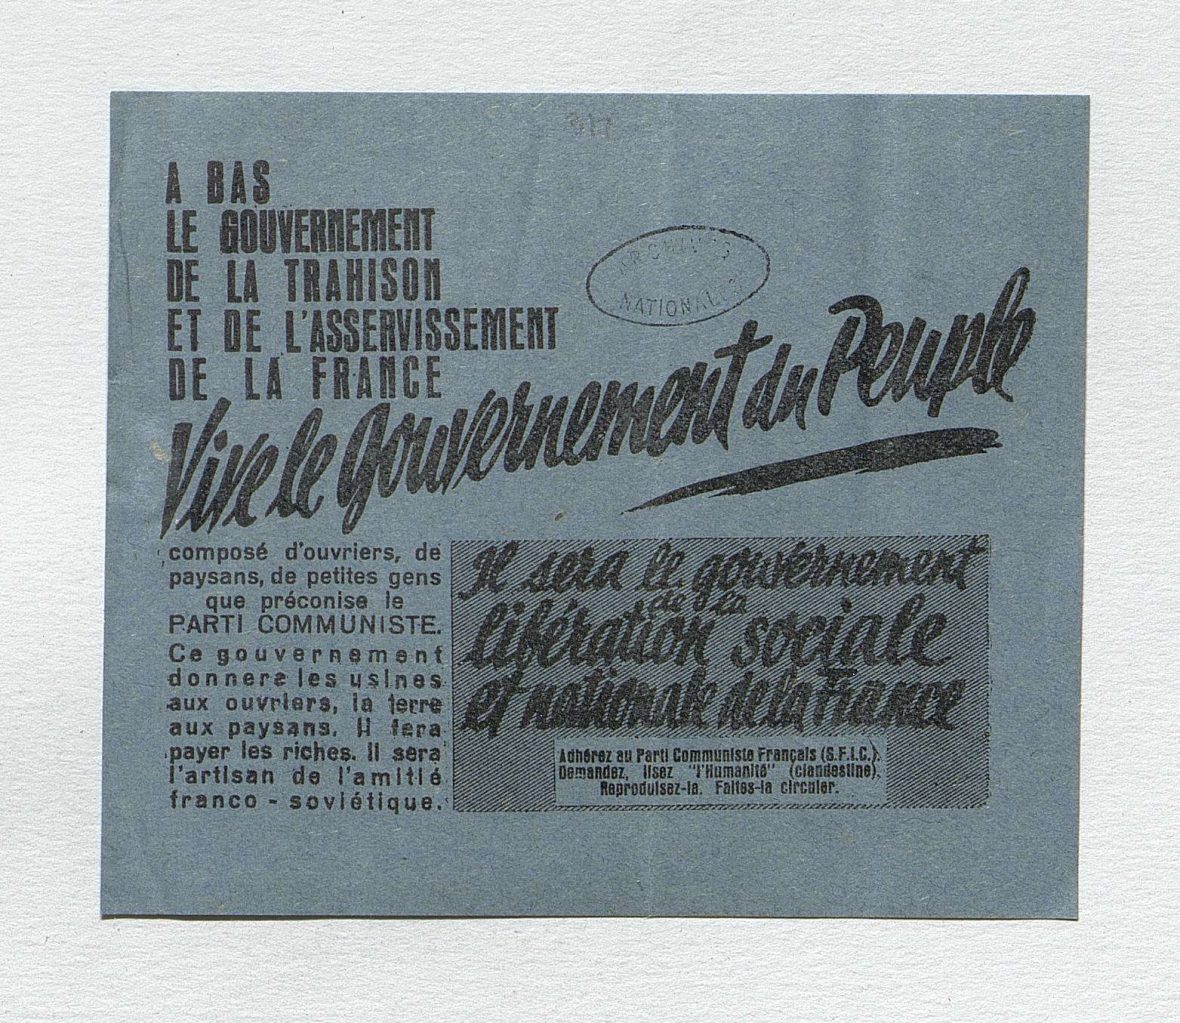 317
A BAS
LE GOUVERNEMENT
DE LA TRAHISON
ET DE L'ASSERVISSEMENT
DE LA FRANCE
ARCHIVES
NATIONALES
Vive le gouvernement du Peuple
composé d'ouvriers, de
paysans, de petites gens
que préconise le
PARTI COMMUNISTE.
Ce gouvernement
donnera les usines
aux ouvriers, la terre
aux paysans. Il fera
payer les riches. Il sera
l'artisan de l'amitié
franco - soviétique.
Il sera le gouvernement
de la
libération sociale
et nationale de la France
Adhérez au Parti Communiste Français (S.F.I.C.).
Demandez, lisez "l'Humanité" (clandestine).
Reproduisez-la. Faites-la circuler.